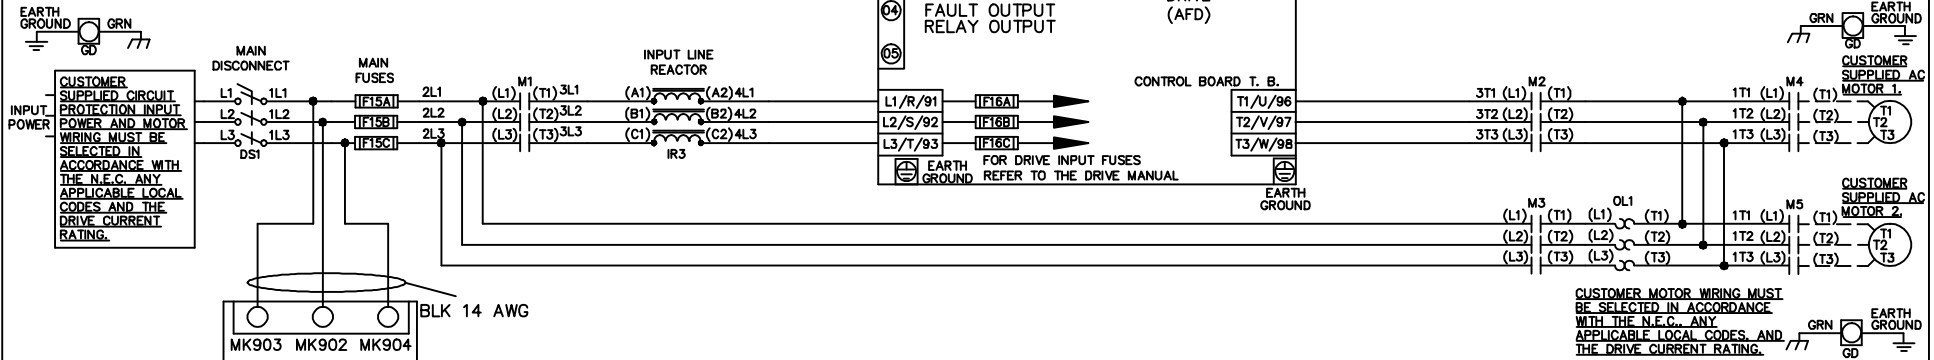 EARTH
GROUND
GRN
GD
04
FAULT OUTPUT
RELAY OUTPUT
(AFD)
05
GRN
EARTH
GROUND
GD
INPUT
POWER
CUSTOMER
SUPPLIED CIRCUIT
PROTECTION INPUT
POWER AND MOTOR
WIRING MUST BE
SELECTED IN
ACCORDANCE WITH
THE N.E.C. ANY
APPLICABLE LOCAL
CODES AND THE
DRIVE CURRENT
RATING.
MAIN
DISCONNECT
L1 1L1
L2 1L2
L3 1L3
DS1
MAIN
FUSES
F15A
F15B
F15C
2L1
2L2
2L3
M1
(L1) (T1) 3L1
(L2) (T2) 3L2
(L3) (T3) 3L3
INPUT LINE
REACTOR
(A1) (A2) 4L1
(B1) (B2) 4L2
(C1) (C2) 4L3
IR3
L1/R/91
L2/S/92
L3/T/93
F16A
F16B
F16C
EARTH
GROUND
FOR DRIVE INPUT FUSES
REFER TO THE DRIVE MANUAL
CONTROL BOARD T. B.
T1/U/96
T2/V/97
T3/W/98
EARTH
GROUND
M2
3T1 (L1) (T1)
3T2 (L2) (T2)
3T3 (L3) (T3)
M4
1T1 (L1) (T1)
1T2 (L2) (T2)
1T3 (L3) (T3)
CUSTOMER
SUPPLIED AC
MOTOR 1.
T1
T2
T3
M3
(L1) (T1)
(L2) (T2)
(L3) (T3)
OL1
(L1) (T1)
(L2) (T2)
(L3) (T3)
M5
1T1 (L1) (T1)
1T2 (L2) (T2)
1T3 (L3) (T3)
CUSTOMER
SUPPLIED AC
MOTOR 2.
T1
T2
T3
BLK 14 AWG
MK903 MK902 MK904
CUSTOMER MOTOR WIRING MUST
BE SELECTED IN ACCORDANCE
WITH THE N.E.C.. ANY
APPLICABLE LOCAL CODES, AND
THE DRIVE CURRENT RATING.
GRN
EARTH
GROUND
GD